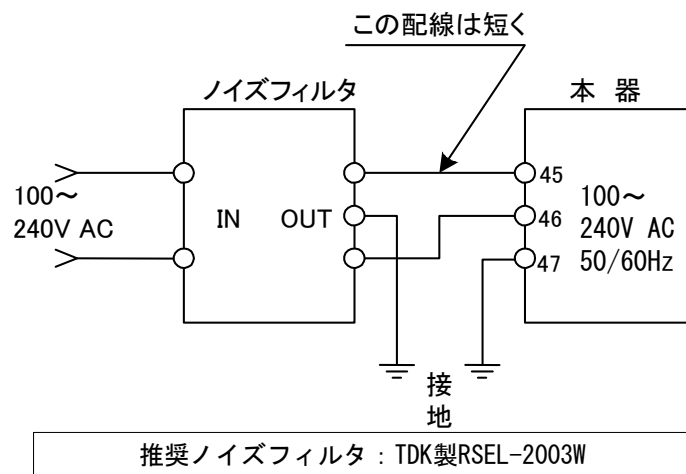 この配線は短く
ノイズフィルタ
本 器
100～
240V AC
IN
OUT
45
46
47
100～
240V AC
50/60Hz
接
地
推奨ノイズフィルタ：TDK製RSEL-2003W